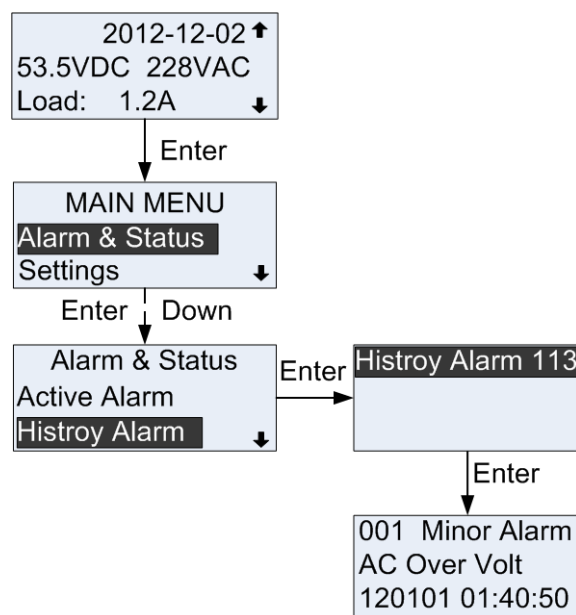 2012-12-02
53.5VDC 228VAC
Load: 1.2A
Enter
MAIN MENU
Alarm & Status
Settings
Enter Down
Alarm & Status
Active Alarm
Histroy Alarm
Enter
Histroy Alarm 113
Enter
001 Minor Alarm
AC Over Volt
120101 01:40:50